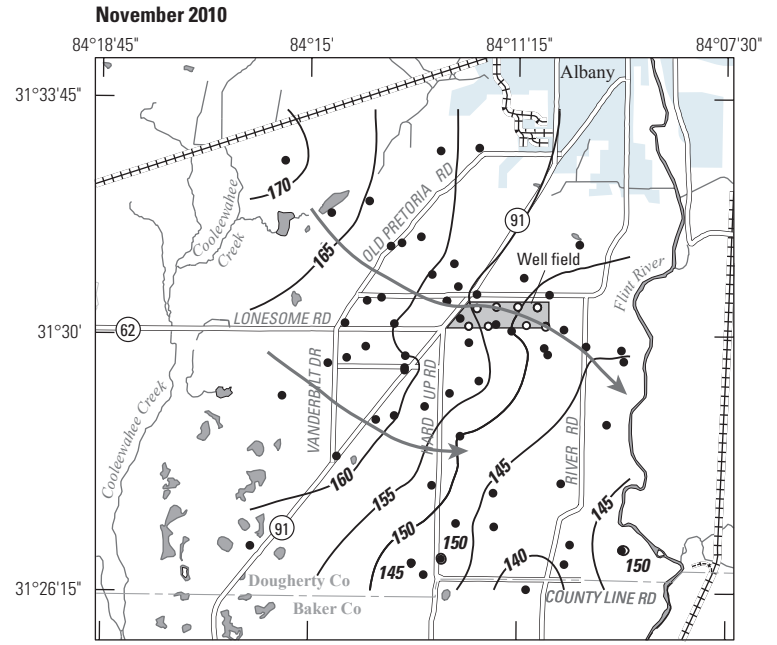 November 2010
84°18'45" 84°15' 84°11'15" 84°07'30"
31°33'45"
Albany
170
OLD PRETORIA RD
Cooleewahee
Creek
91
165
Well field
Flint River
LONESOME RD
62
31°30'
VANDERBILT DR
HARD UP RD
Cooleewahee Creek
RIVER RD
160
145
155
145
150
91
150
140
150
145
Dougherty Co
31°26'15"
Baker Co
COUNTY LINE RD